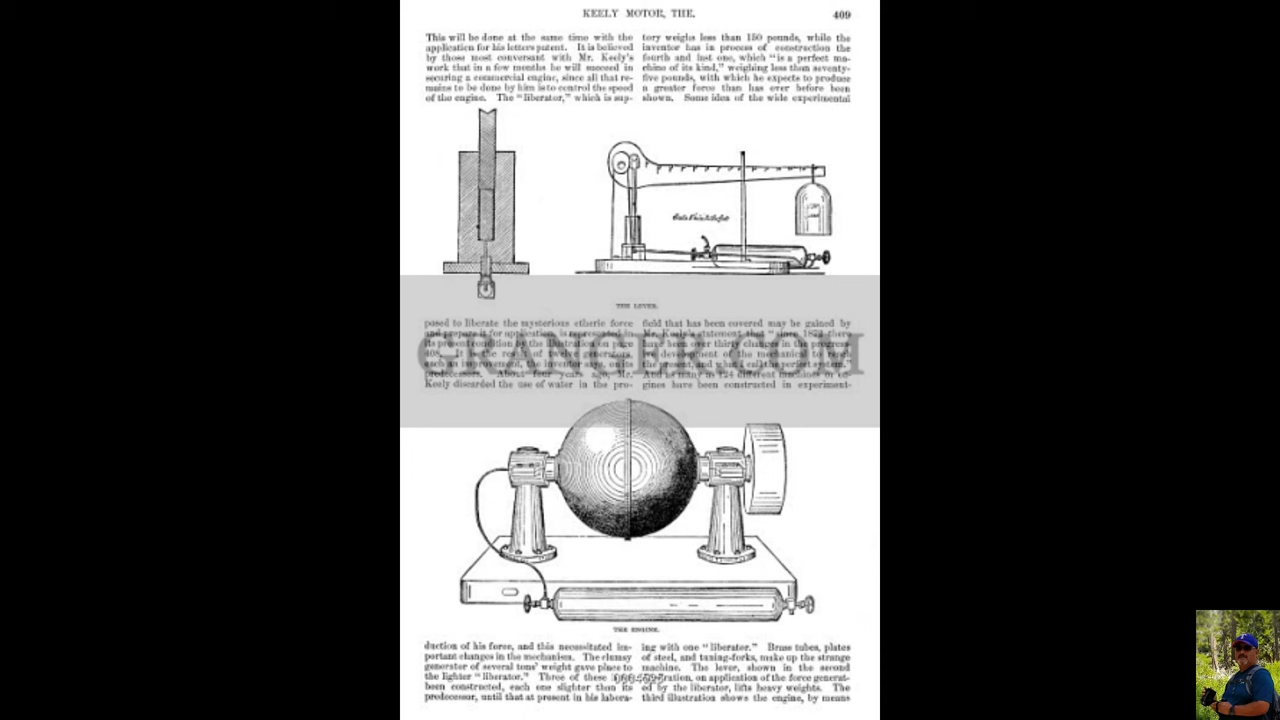 KEELY MOTOR, THE.
409
This will be done at the same time with the
application for his letters patent. It is believed
by those most conversant with Mr. Keely's
work that in a few months he will succeed in
securing a commercial engine, since all that re-
mains to be done by him is to control the speed
of the engine. The "liberator," which is sup-
tory weighs less than 150 pounds, while the
inventor has in process of construction the
fourth and last one, which "is a perfect ma-
chine of its kind," weighing less than seventy-
five pounds, with which he expects to produce
a greater force than has ever before been
shown. Some idea of the wide experimental
THE LEVER.
posed to liberate the mysterious etheric force
and prepare it for application, is represented in
its present condition by the illustration on page
408. It is the result of twelve generators,
each an improvement, the inventor says, on its
predecessors. About four years ago, Mr.
Keely discarded the use of water in the pro-
field that has been covered may be gained by
Mr. Keely's statement that "since 1872 there
have been over thirty changes in the progress-
ive development of the mechanical to reach
the present, and what I call the perfect system."
And as many as 124 different machines or en-
gines have been constructed in experiment-
THE ENGINE.
duction of his force, and this necessitated im-
portant changes in the mechanism. The clumsy
generator of several tons' weight gave place to
the lighter "liberator." Three of these
been constructed, each one slighter than its
predecessor, until that at present in his labora-
ing with one "liberator." Brass tubes, plates
of steel, and tuning-forks, make up the strange
machine. The lever, shown in the second
illustration, on application of the force generat-
ed by the liberator, lifts heavy weights. The
third illustration shows the engine, by means